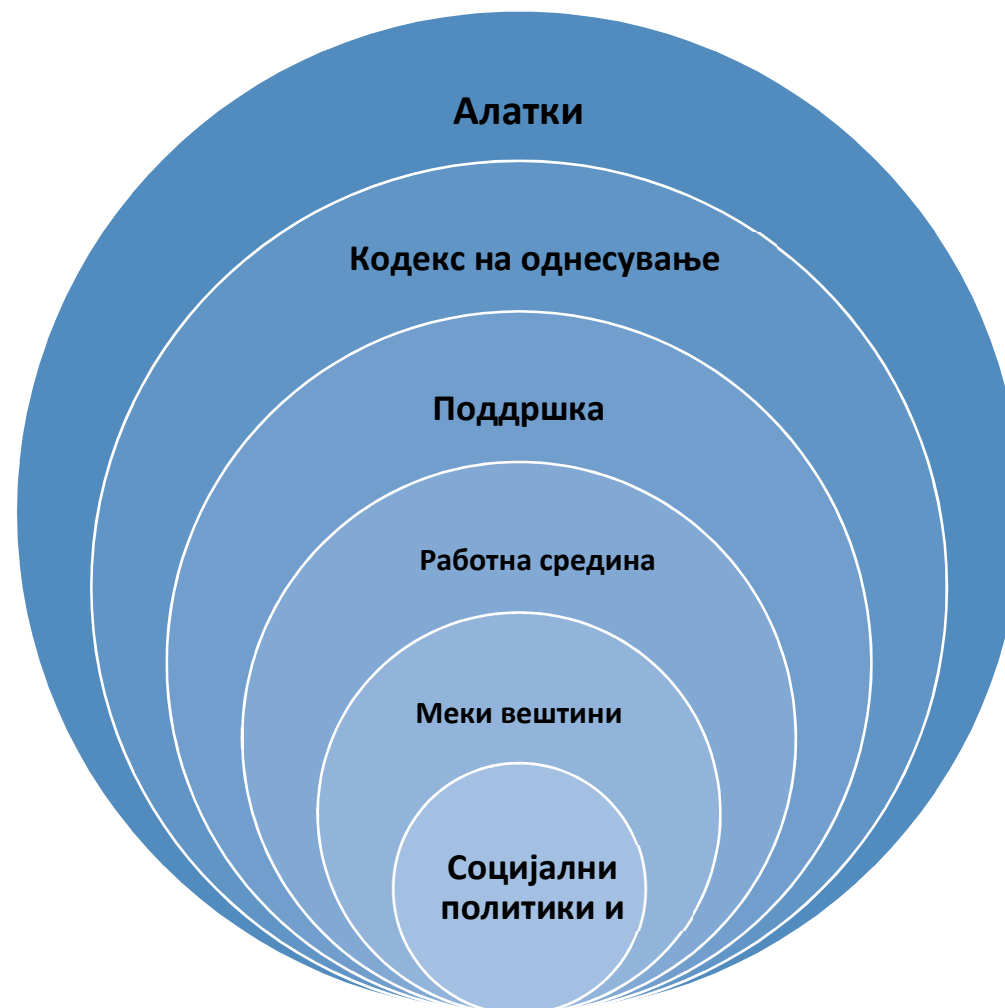 Алатки
Кодекс на однесување
Поддршка
Работна средина
Меки вештини
Социјални
политики и